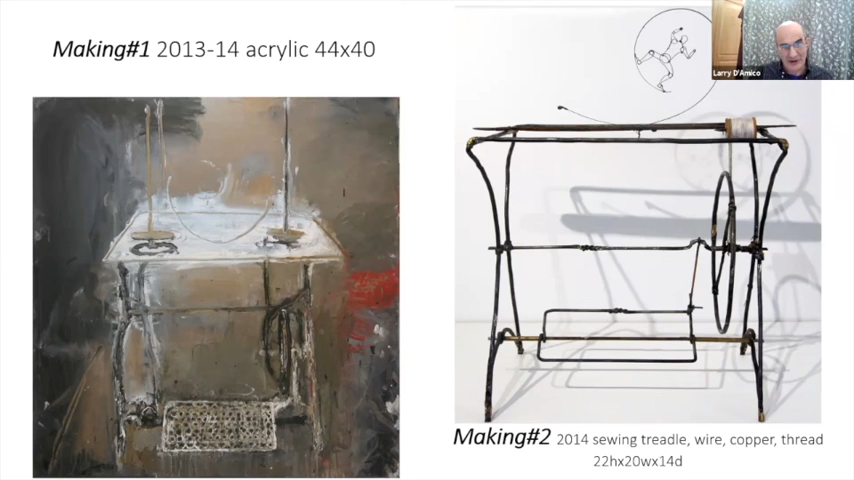 Making#1 2013-14 acrylic 44x40
Larry D'Amico
Making#2 2014 sewing treadle, wire, copper, thread
22hx20wx14d